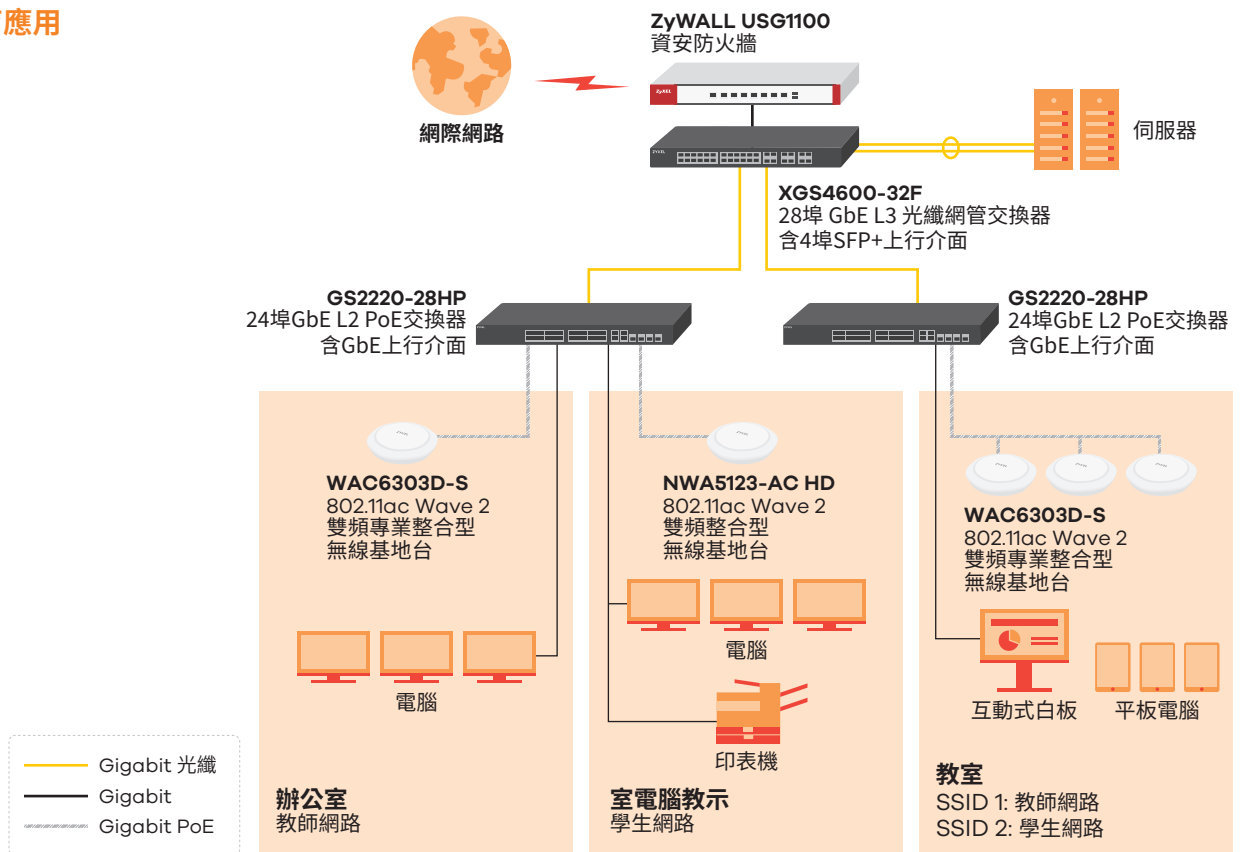 應用
ZyWALL USG1100
資安防火牆
ZyXEL
網際網路
伺服器
XGS4600-32F
28埠 GbE L3 光纖網管交換器
含4埠SFP+上行介面
GS2220-28HP
24埠GbE L2 PoE交換器
含GbE上行介面
GS2220-28HP
24埠GbE L2 PoE交換器
含GbE上行介面
WAC6303D-S
802.11ac Wave 2
雙頻專業整合型
無線基地台
電腦
辦公室
教師網路
NWA5123-AC HD
802.11ac Wave 2
雙頻整合型
無線基地台
電腦
印表機
室電腦教示
學生網路
WAC6303D-S
802.11ac Wave 2
雙頻專業整合型
無線基地台
互動式白板
平板電腦
教室
SSID 1: 教師網路
SSID 2: 學生網路
Gigabit 光纖
Gigabit
Gigabit PoE